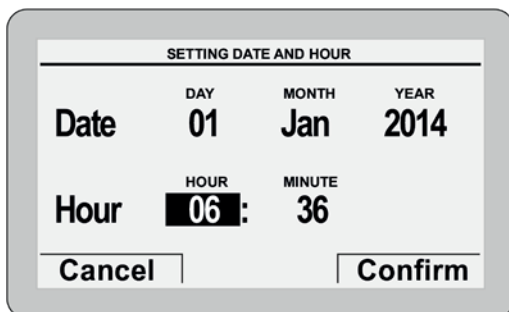 SETTING DATE AND HOUR
DAY MONTH YEAR
Date 01 Jan 2014
HOUR MINUTE
Hour 06 : 36
Cancel Confirm